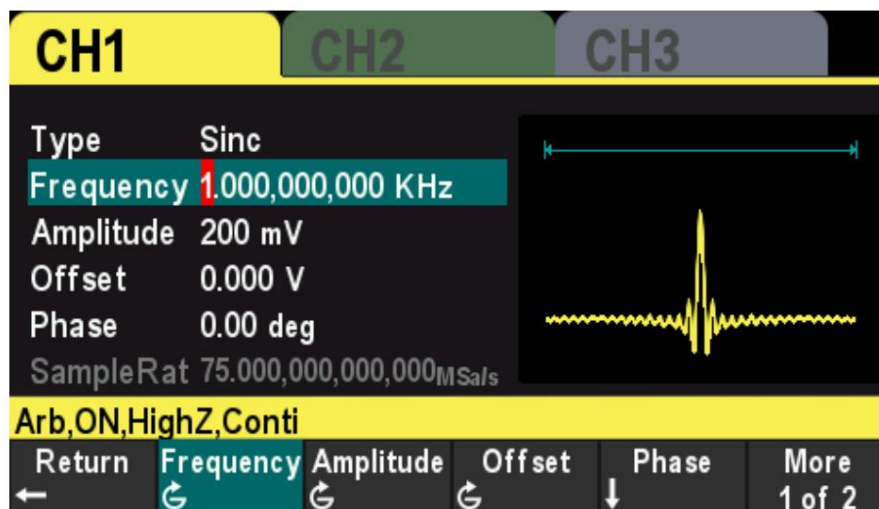 CH1 CH2 CH3
Type Sinc
Frequency 1.000,000,000 KHz
Amplitude 200 mV
Offset 0.000 V
Phase 0.00 deg
SampleRat 75.000,000,000,000MSa/s
Arb,ON,HighZ,Conti
Return Frequency Amplitude Offset Phase More
1 of 2